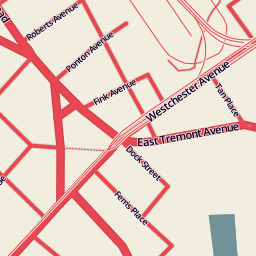 Roberts Avenue
Ponton Avenue
Fink Avenue
Westchester Avenue
Tan Place
East Tremont Avenue
Dock Street
Ferris Place